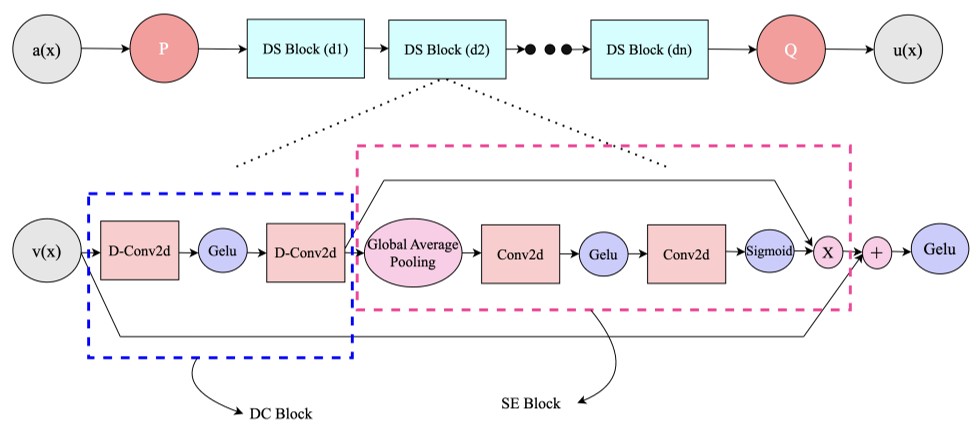 a(x)
P
DS Block (d1)
DS Block (d2)
DS Block (dn)
Q
u(x)
v(x)
D-Conv2d
Gelu
D-Conv2d
Global Average
Pooling
Conv2d
Gelu
Conv2d
Sigmoid
X
+
Gelu
DC Block
SE Block